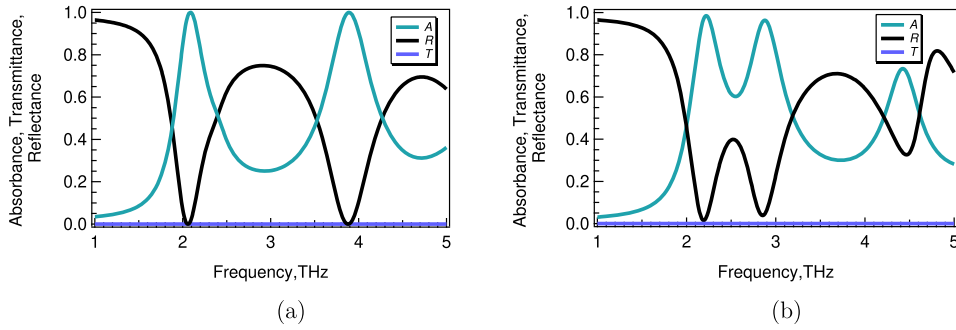 Absorbance, Transmittance,
Reflectance
1.0
0.8
0.6
0.4
0.2
0.0
A
R
T
1 2 3 4 5
Frequency,THz
(a)
Absorbance, Transmittance,
Reflectance
1.0
0.8
0.6
0.4
0.2
0.0
A
R
T
1 2 3 4 5
Frequency,THz
(b)